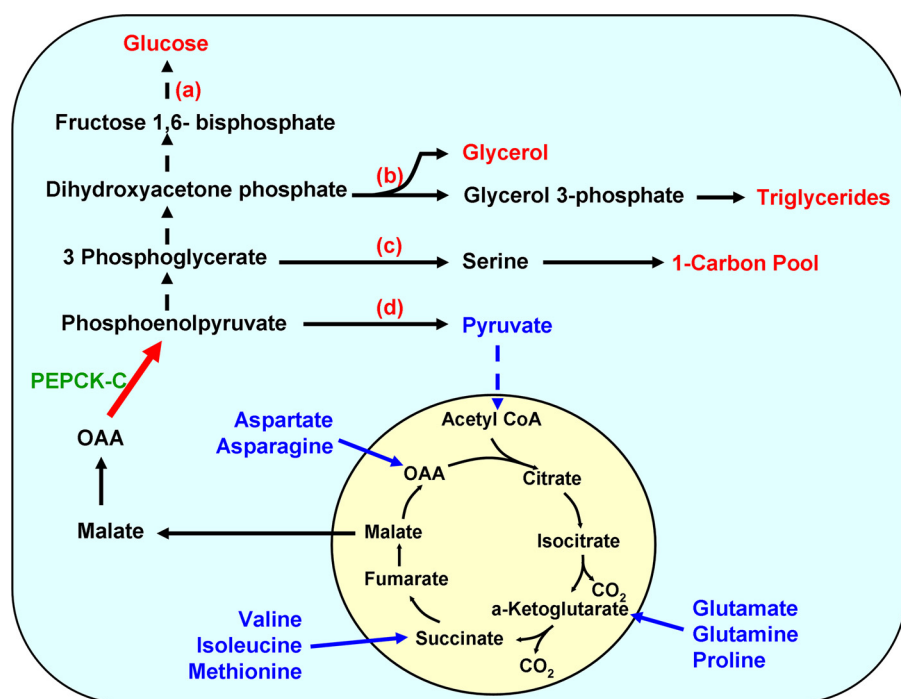 Glucose
(a)
Fructose 1,6- bisphosphate
Dihydroxyacetone phosphate
(b)
Glycerol
Glycerol 3-phosphate
Triglycerides
3 Phosphoglycerate
(c)
Serine
1-Carbon Pool
Phosphoenolpyruvate
(d)
Pyruvate
PEPCK-C
OAA
Malate
Aspartate
Asparagine
Acetyl CoA
OAA
Citrate
Malate
Isocitrate
Fumarate
CO2
a-Ketoglutarate
Succinate
CO2
Valine
Isoleucine
Methionine
Glutamate
Glutamine
Proline